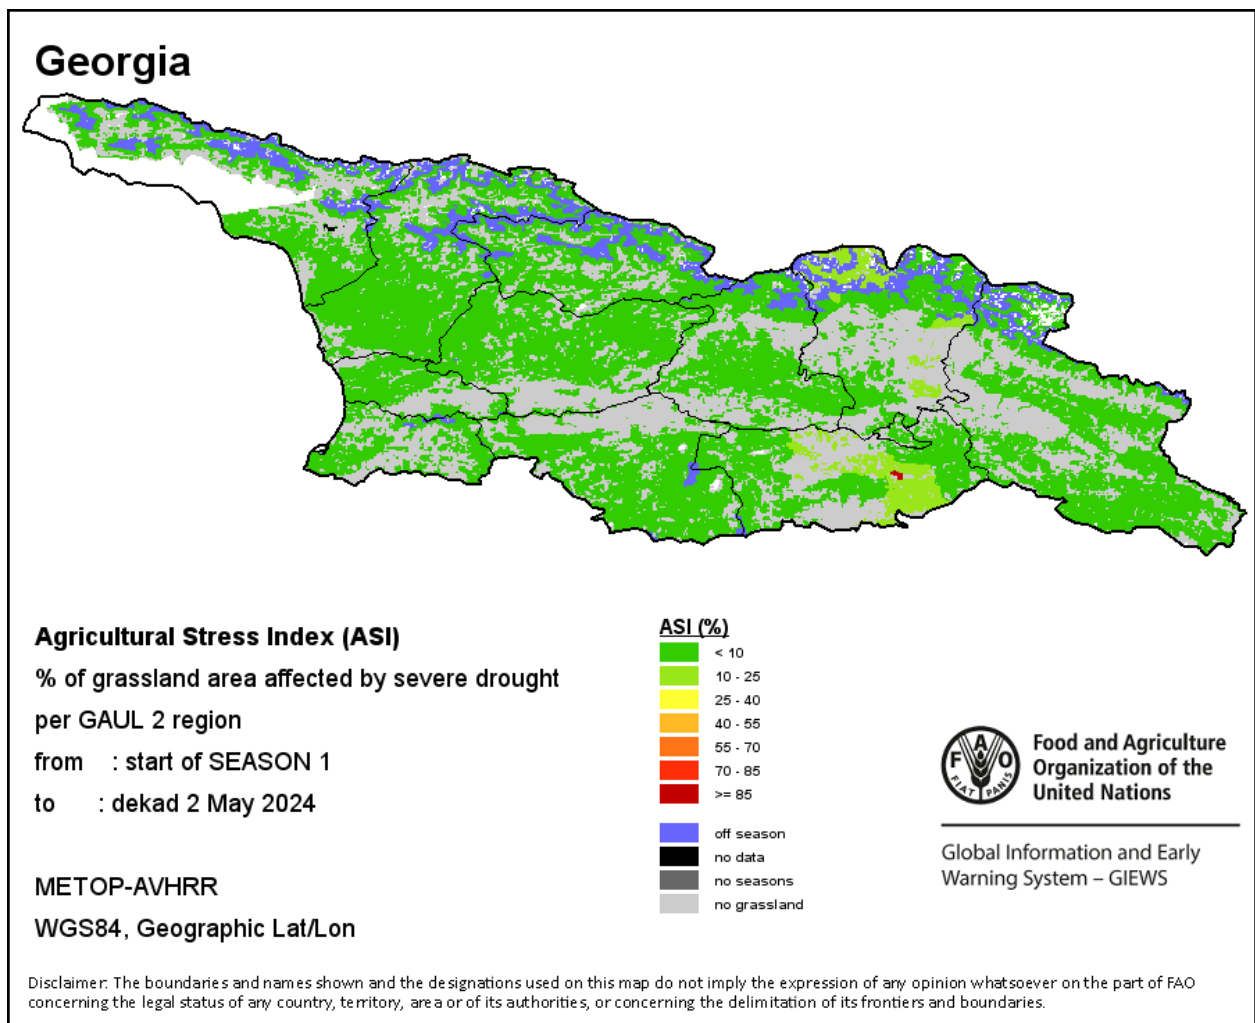 Georgia
Agricultural Stress Index (ASI)
% of grassland area affected by severe drought
per GAUL 2 region
from : start of SEASON 1
to : dekad 2 May 2024
METOP-AVHRR
WGS84, Geographic Lat/Lon
ASI (%)
< 10
10 - 25
25 - 40
40 - 55
55 - 70
70 - 85
>= 85
off season
no data
no seasons
no grassland
F A O
FIAT PANIS
Food and Agriculture
Organization of the
United Nations
Global Information and Early
Warning System – GIEWS
Disclaimer: The boundaries and names shown and the designations used on this map do not imply the expression of any opinion whatsoever on the part of FAO
concerning the legal status of any country, territory, area or of its authorities, or concerning the delimitation of its frontiers and boundaries.